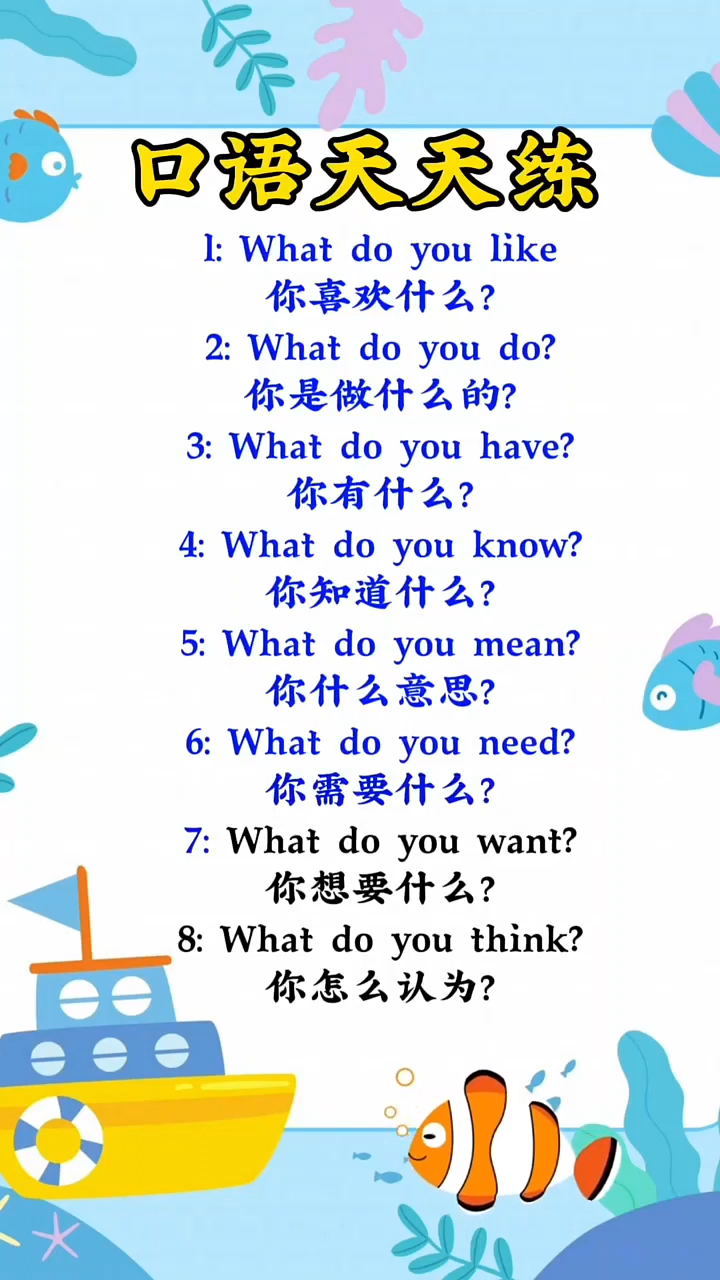 口语天天练
1: What do you like
你喜欢什么?
2: What do you do?
你是做什么的?
3: What do you have?
你有什么?
4: What do you know?
你知道什么?
5: What do you mean?
你什么意思?
6: What do you need?
你需要什么?
7: What do you want?
你想要什么?
8: What do you think?
你怎么认为?